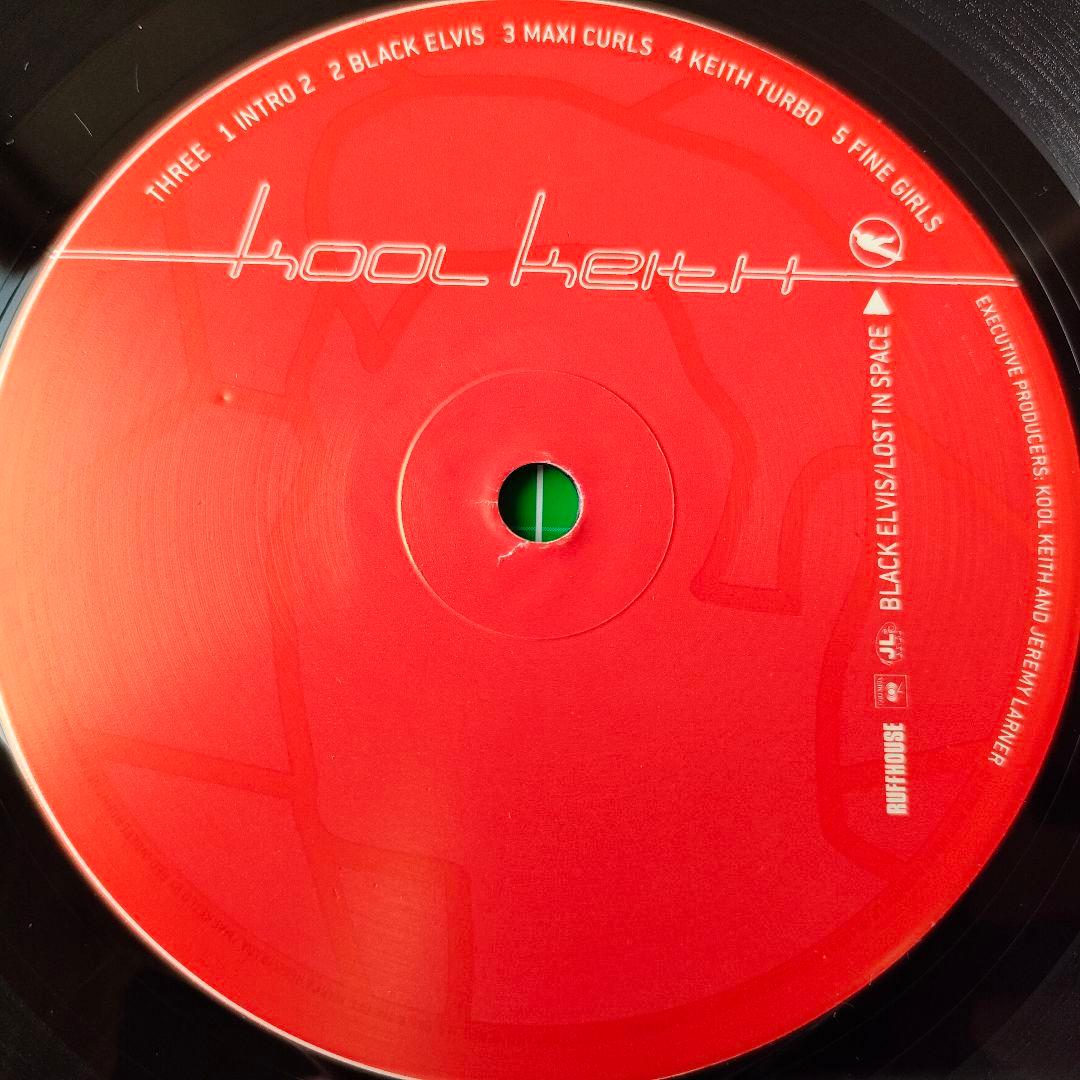 THREE 1 INTRO 2 2 BLACK ELVIS 3 MAXI CURLS 4 KEITH TURBO 5 FINE GIRLS
Kool Keith
BLACK ELVIS/LOST IN SPACE
JL
RUFFHOUSE
EXECUTIVE PRODUCERS: KOOL KEITH AND JEREMY LARNER